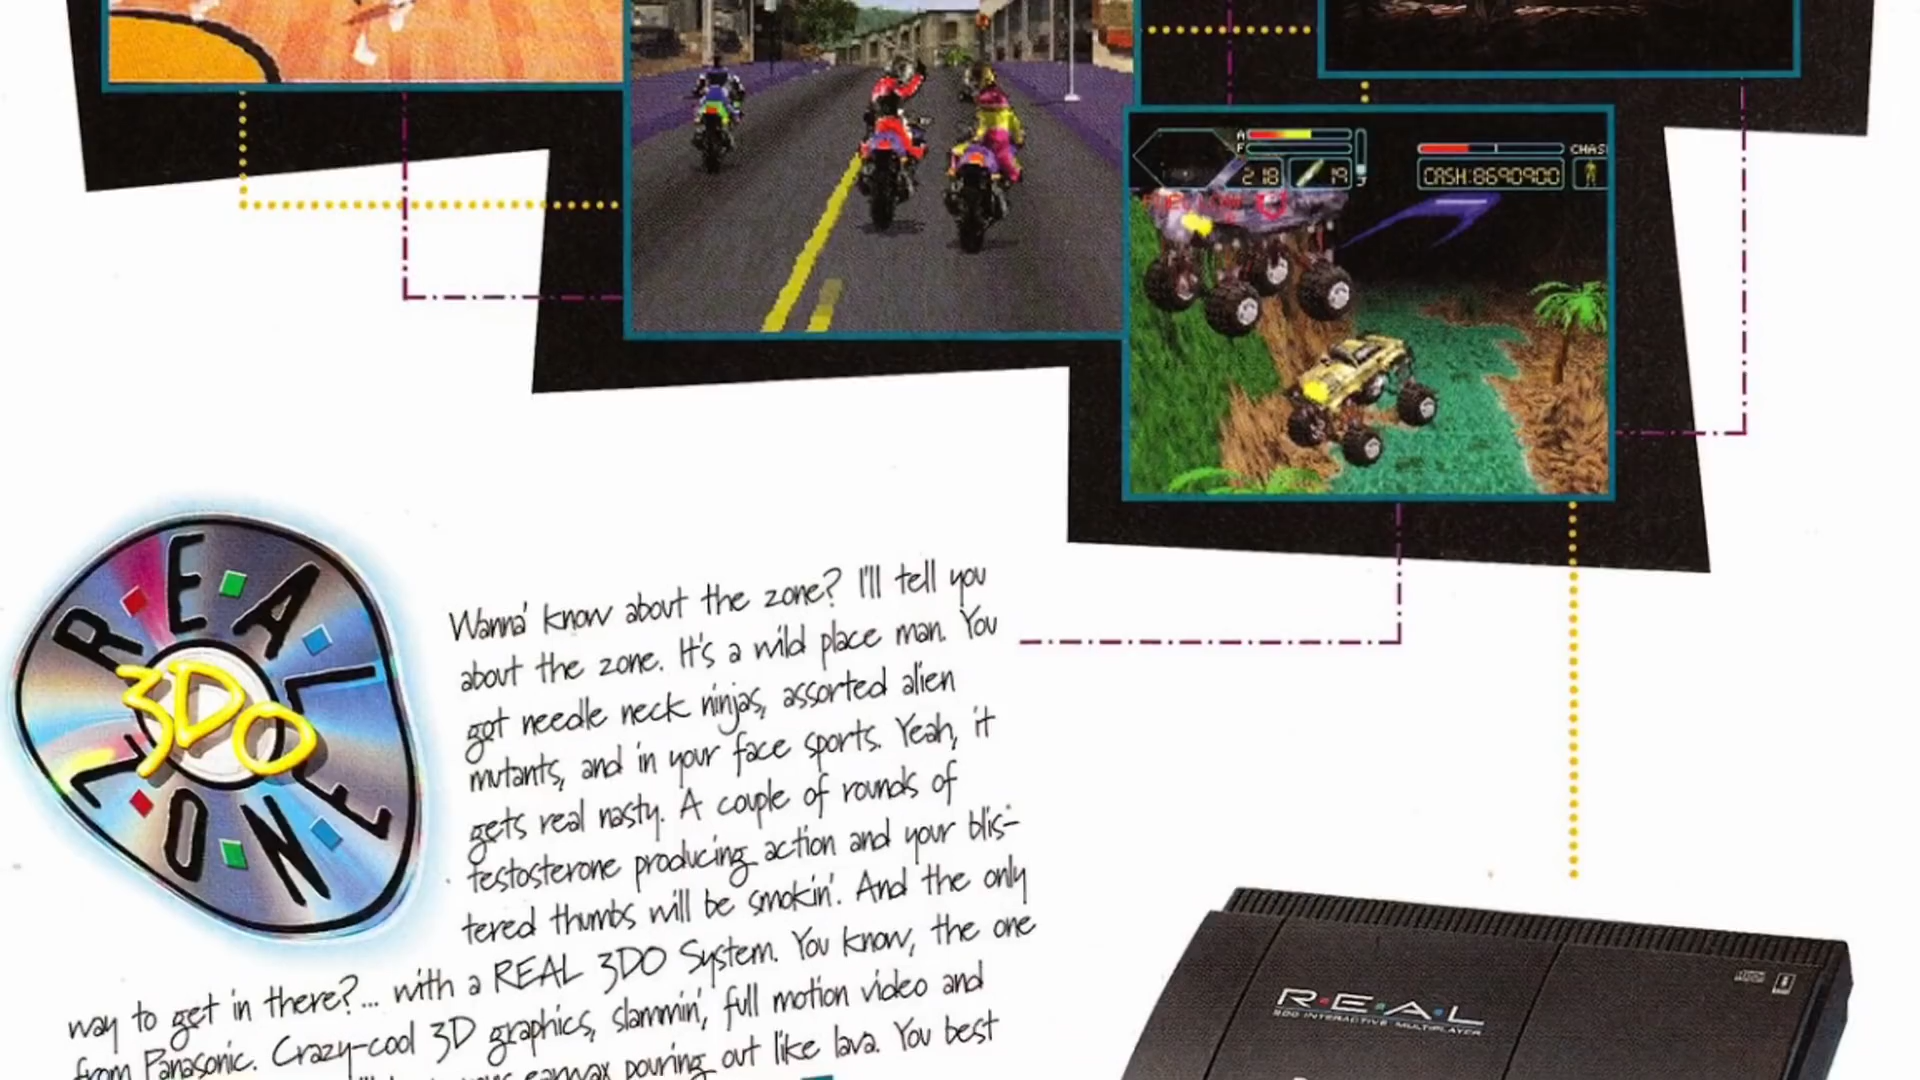 A
F
218
19
J
CASH:8690900
CHAS
REAL
3DO
ZONE
Wanna' know about the zone? I'll tell you
about the zone. It's a wild place man. You
got needle neck ninjas, assorted alien
mutants, and in your face sports. Yeah, it
gets real nasty. A couple of rounds of
testosterone producing action and your blis-
tered thumbs will be smokin'. And the only
way to get in there?... with a REAL 3DO System. You know, the one
from Panasonic. Crazy-cool 3D graphics, slammin', full motion video and
earwax pouring out like lava. You best
R·E·A·L
3DO INTERACTIVE MULTIPLAYER